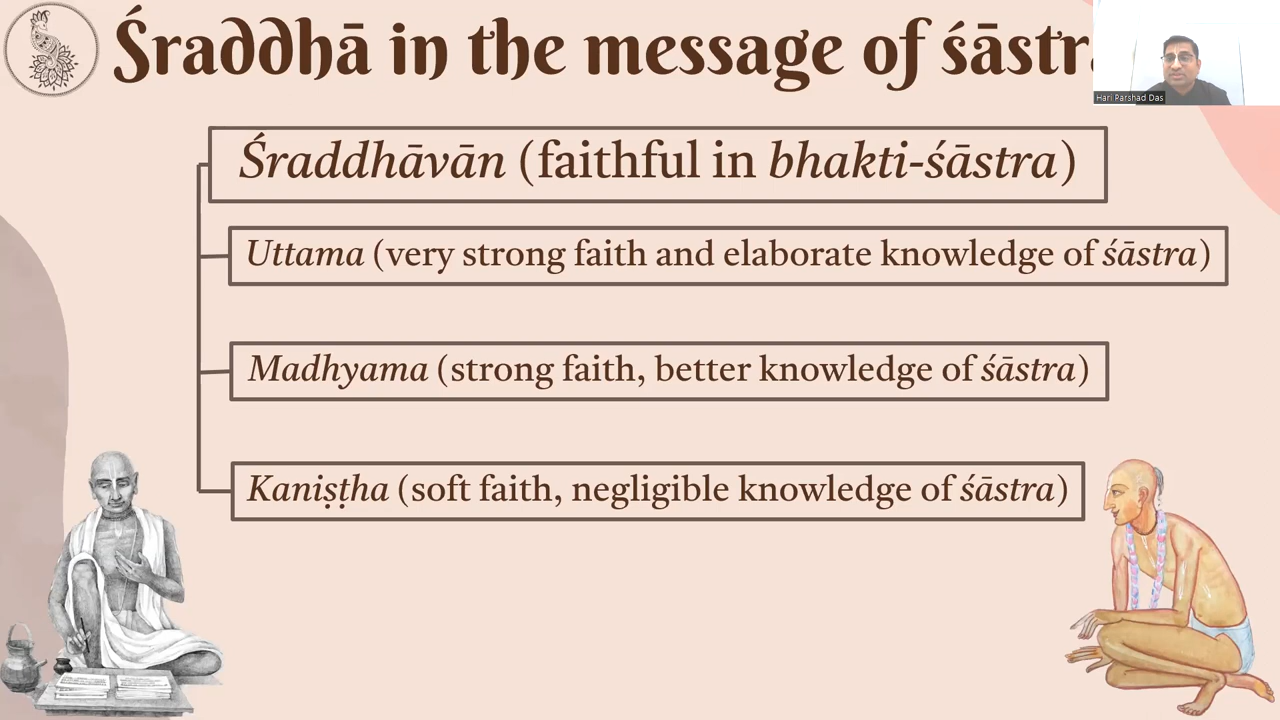 Śraddhā in the message of śāstr
Hari Parshad Das
Śraddhāvān (faithful in bhakti-śāstra)
Uttama (very strong faith and elaborate knowledge of śāstra)
Madhyama (strong faith, better knowledge of śāstra)
Kaniṣṭha (soft faith, negligible knowledge of śāstra)